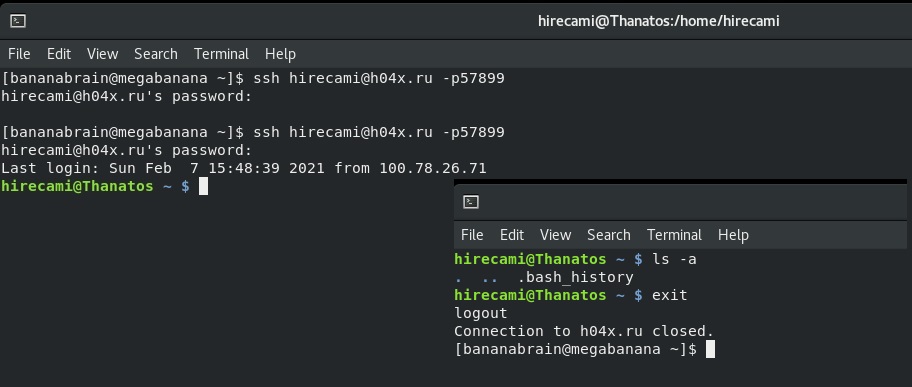 hirecami@Thanatos:/home/hirecami
File Edit View Search Terminal Help
[bananabrain@megabanana ~]$ ssh hirecami@h04x.ru -p57899
hirecami@h04x.ru's password:
[bananabrain@megabanana ~]$ ssh hirecami@h04x.ru -p57899
hirecami@h04x.ru's password:
Last login: Sun Feb  7 15:48:39 2021 from 100.78.26.71
hirecami@Thanatos ~ $
File Edit View Search Terminal Help
hirecami@Thanatos ~ $ ls -a
.  ..  .bash_history
hirecami@Thanatos ~ $ exit
logout
Connection to h04x.ru closed.
[bananabrain@megabanana ~]$